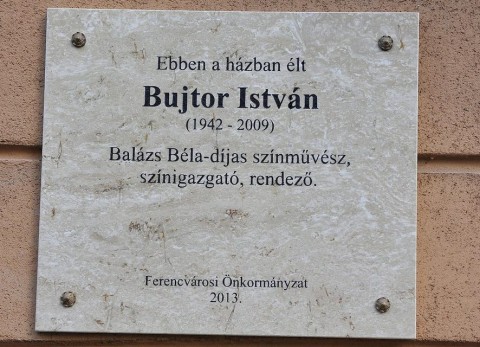 Ebben a házban élt
Bujtor István
(1942 - 2009)
Balázs Béla-díjas színművész,
színigazgató, rendező.
Ferencvárosi Önkormányzat
2013.